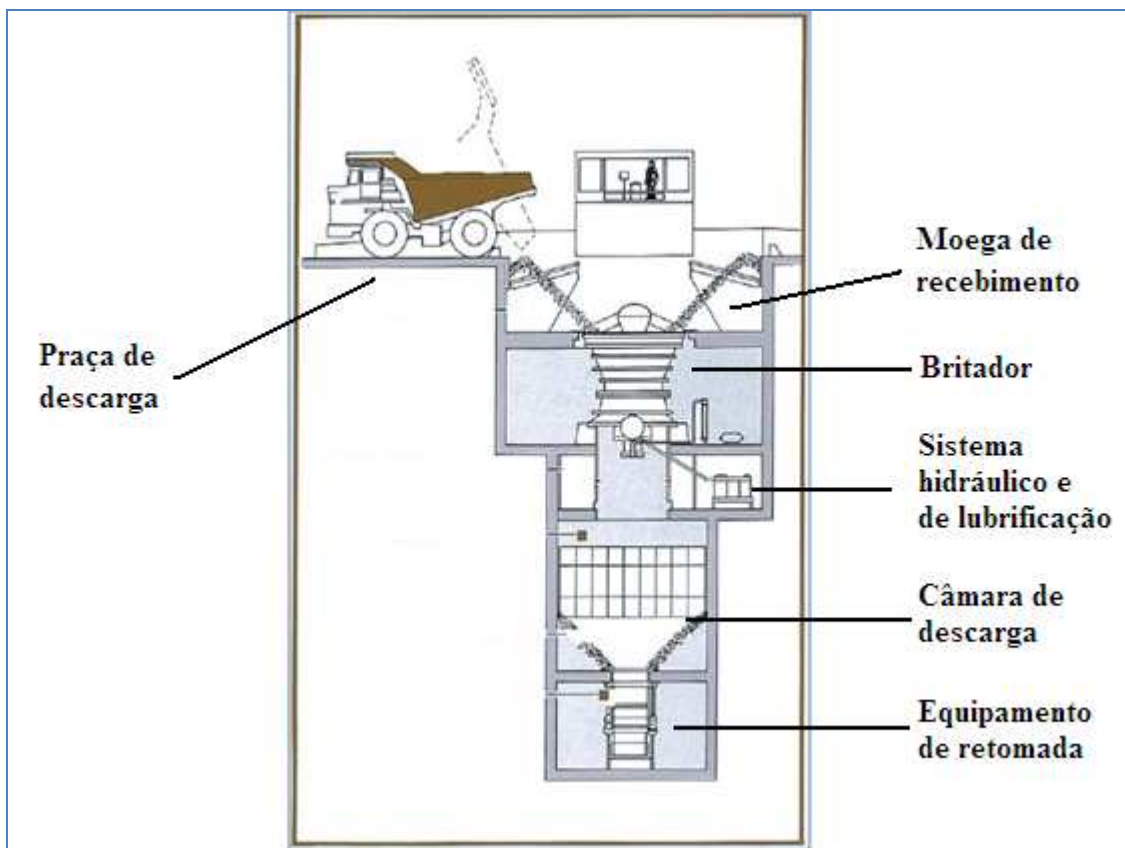 Praça de
descarga
Moega de
recebimento
Britador
Sistema
hidráulico e
de lubrificação
Câmara de
descarga
Equipamento
de retomada